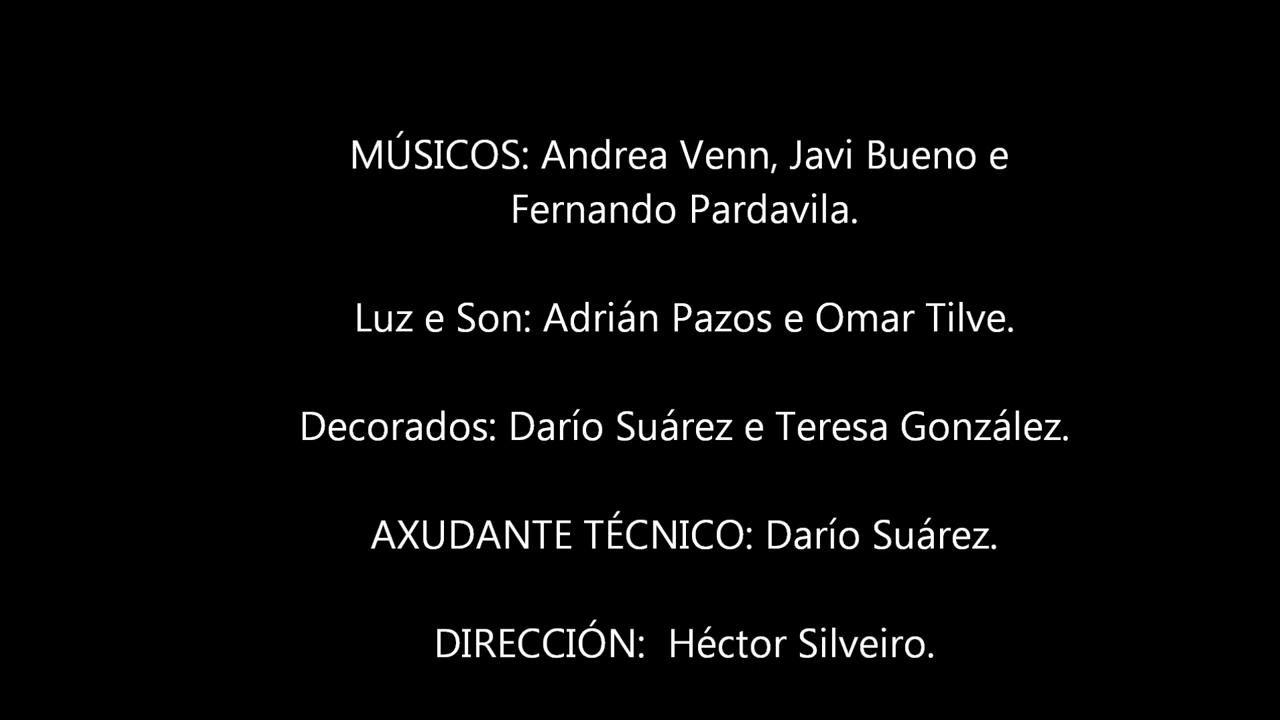 MÚSICOS: Andrea Venn, Javi Bueno e
Fernando Pardavila.
Luz e Son: Adrián Pazos e Omar Tilve.
Decorados: Darío Suárez e Teresa González.
AXUDANTE TÉCNICO: Darío Suárez.
DIRECCIÓN:  Héctor Silveiro.